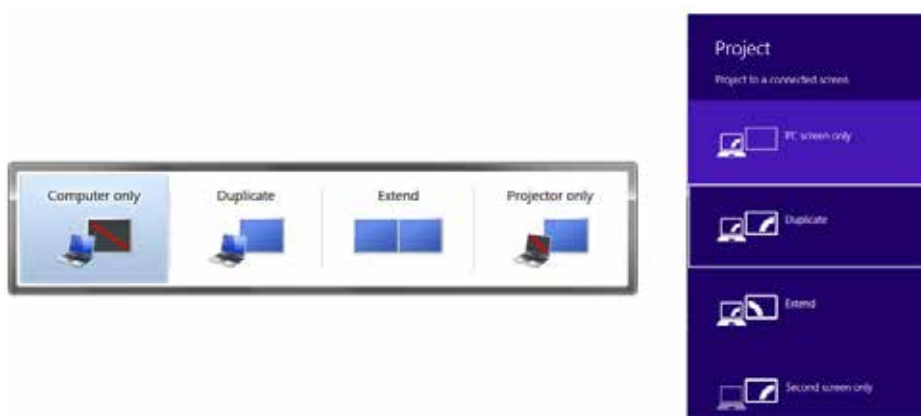 Computer only
Duplicate
Extend
Projector only
Project
Project to a connected screen
PC screen only
Duplicate
Extend
Second screen only